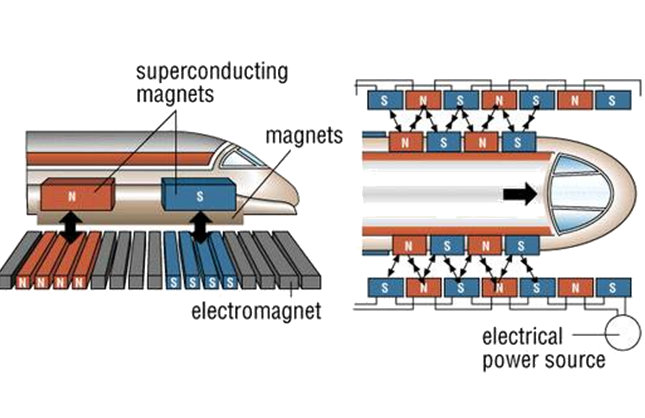 superconducting
magnets
magnets
N S
N N N N S S S S
electromagnet
S N S N S N S
N S N S
N S N S
S N S N S N S
electrical
power source